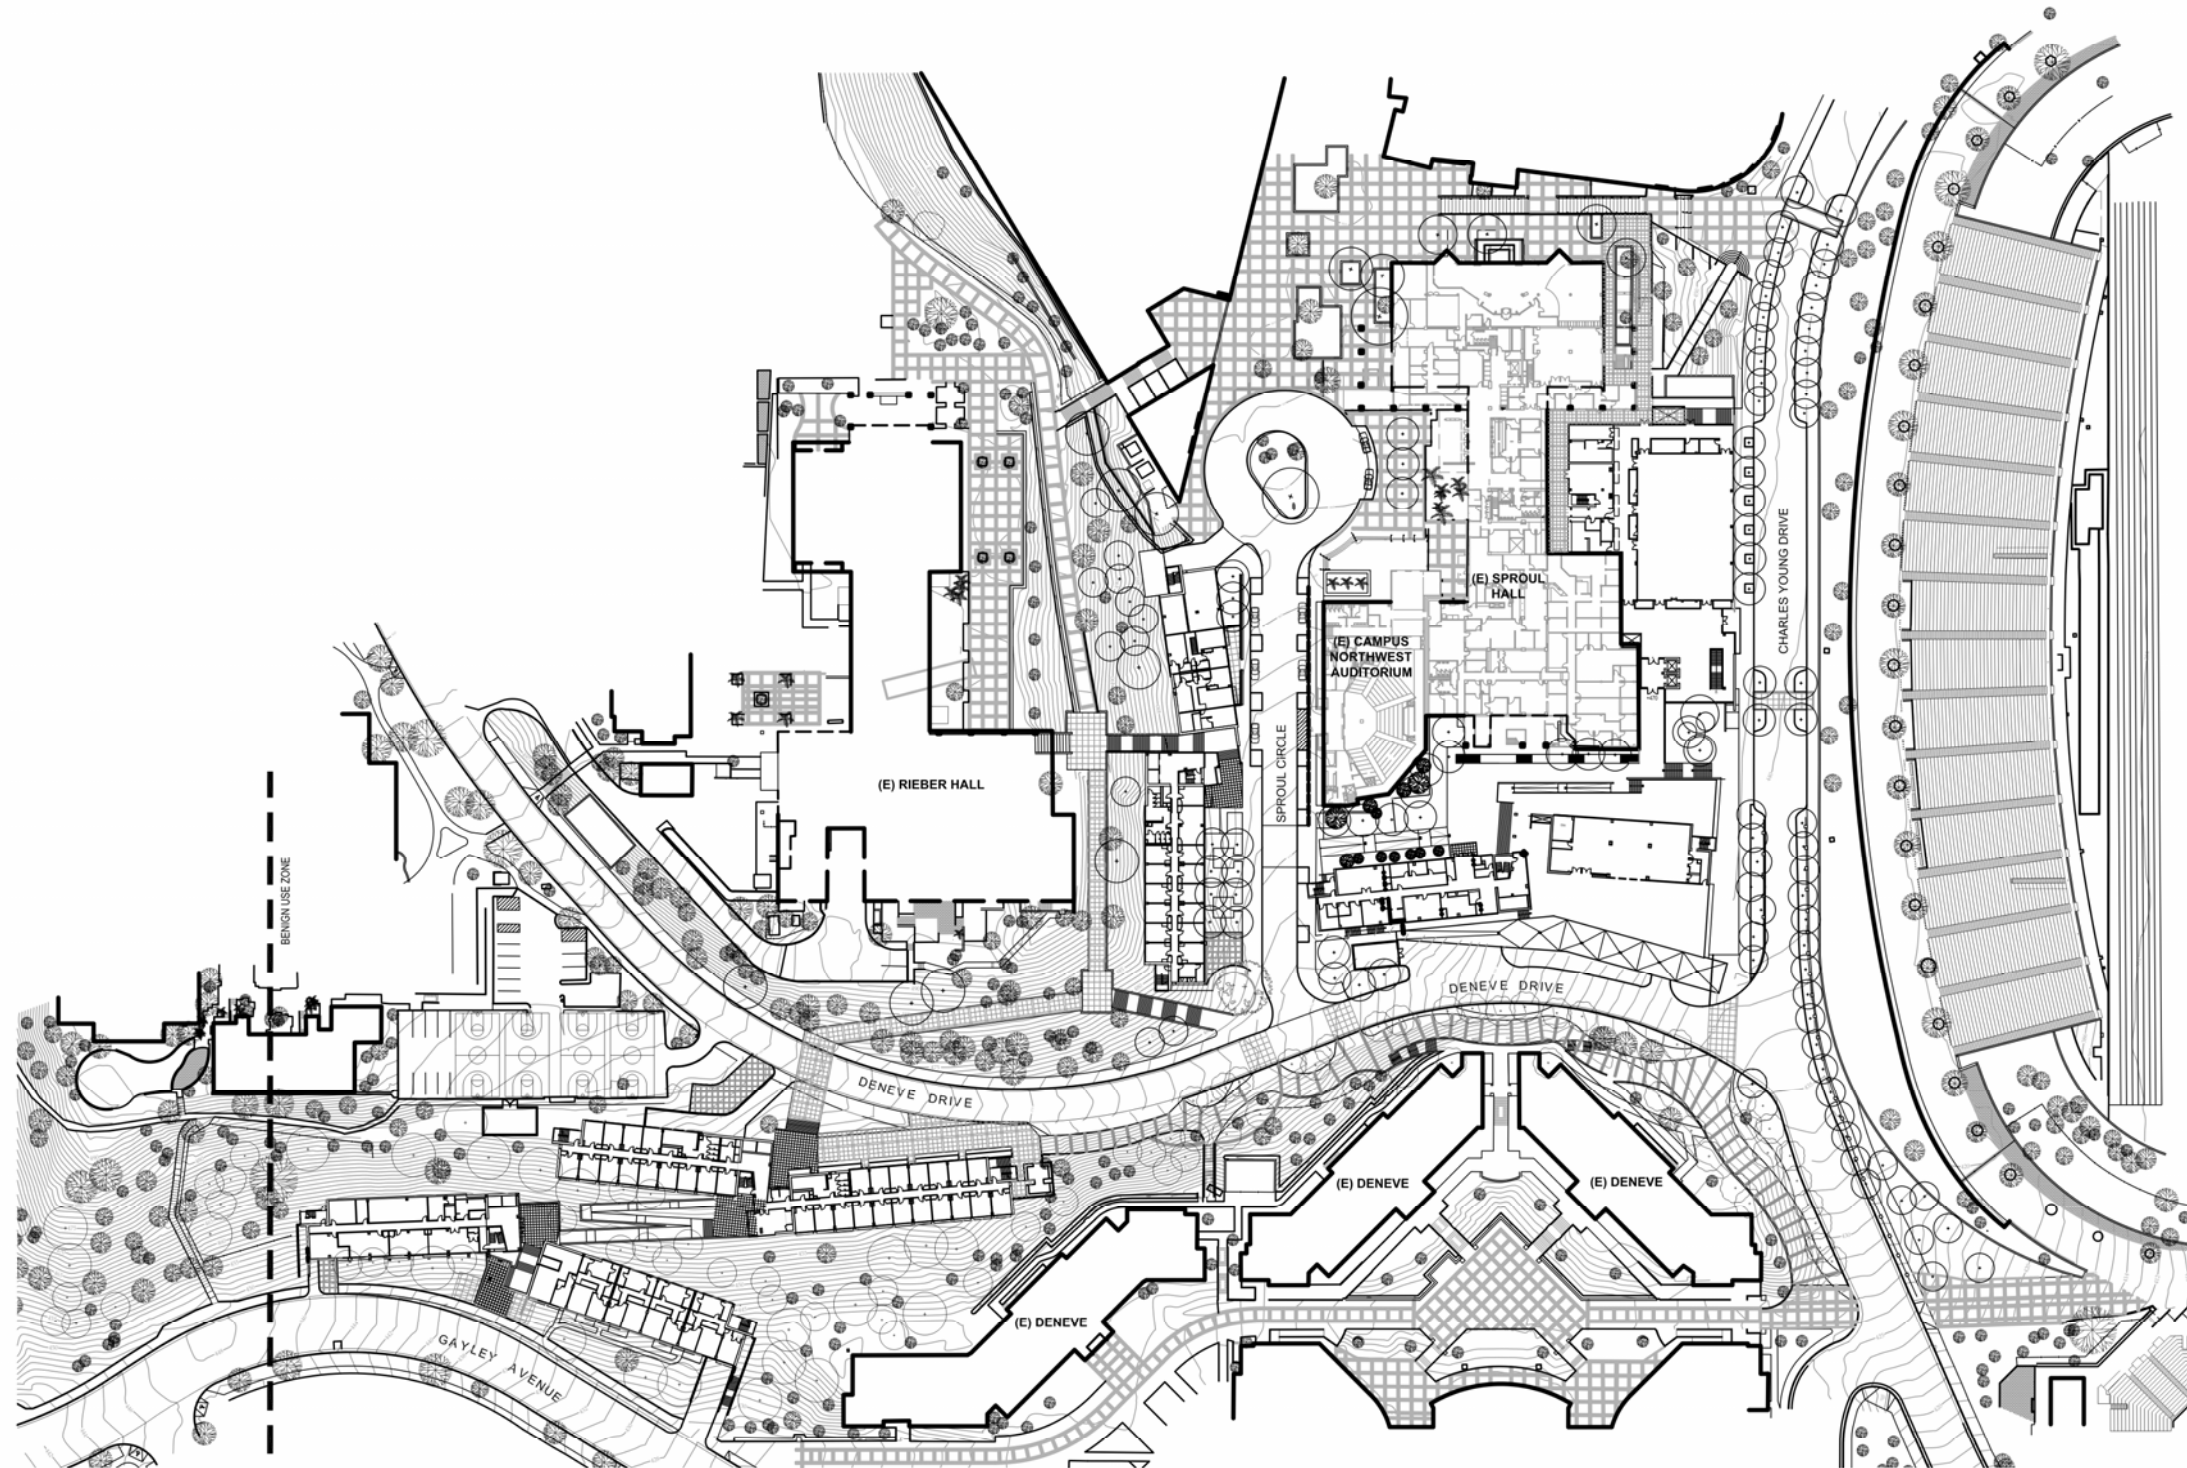 (E) SPROUL
HALL
(E) CAMPUS
NORTHWEST
AUDITORIUM
CHARLES YOUNG DRIVE
SPROUL CIRCLE
(E) RIEBER HALL
BENIGN USE ZONE
DENEVE DRIVE
DENEVE DRIVE
(E) DENEVE
(E) DENEVE
(E) DENEVE
GAYLEY AVENUE